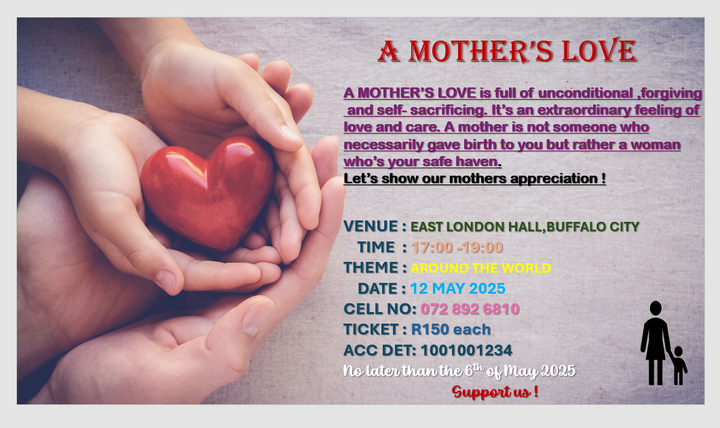 A MOTHER'S LOVE
A MOTHER'S LOVE is full of unconditional ,forgiving
and self- sacrificing. It's an extraordinary feeling of
love and care. A mother is not someone who
necessarily gave birth to you but rather a woman
who's your safe haven.
Let's show our mothers appreciation !
VENUE : EAST LONDON HALL,BUFFALO CITY
TIME : 17:00 -19:00
THEME : AROUND THE WORLD
DATE : 12 MAY 2025
CELL NO: 072 892 6810
TICKET : R150 each
ACC DET: 1001001234
No later than the 6th of May 2025
Support us !